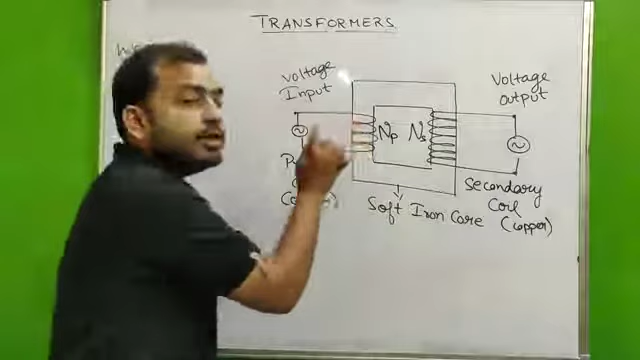 TRANSFORMERS
Voltage
Input
Np
Ns
Voltage
Output
Soft Iron Core
Secondary
Coil
(copper)